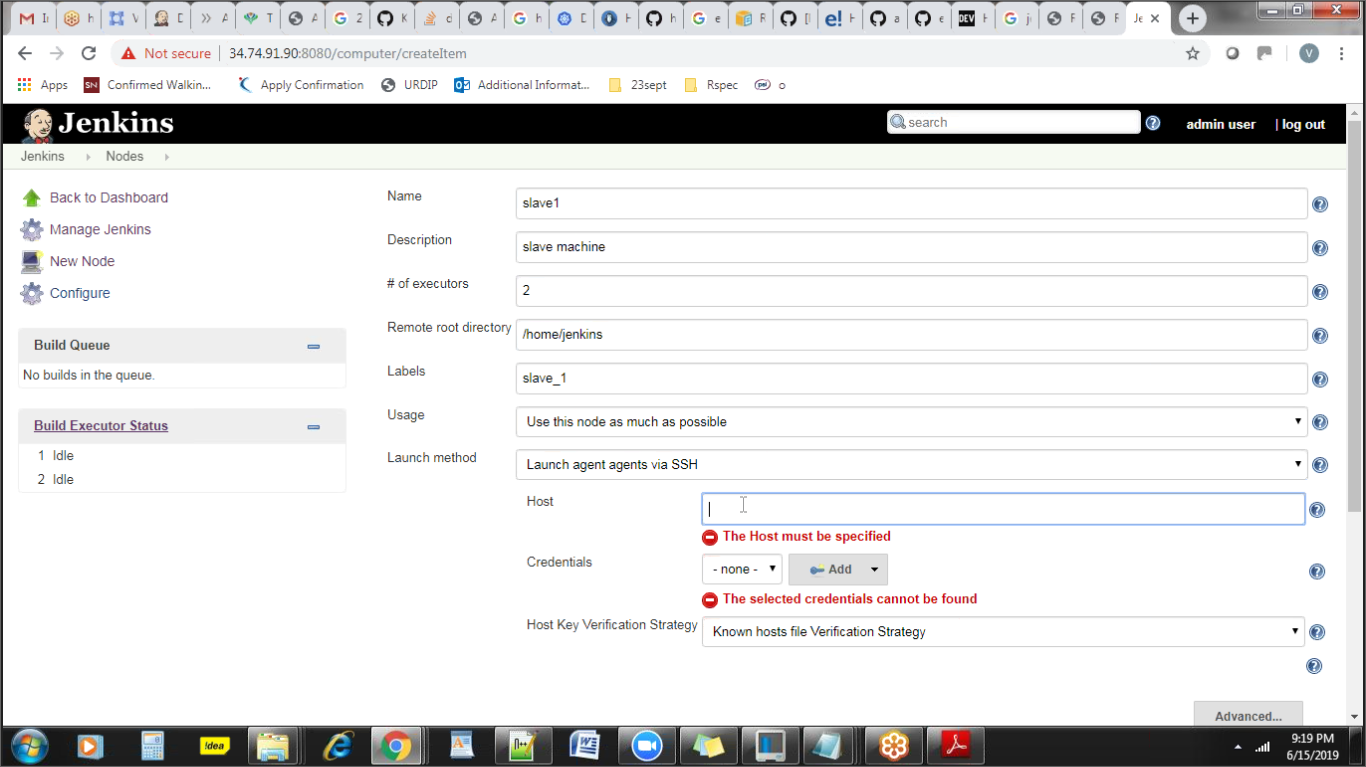 Not secure 34.74.91.90:8080/computer/createItem
V
Apps SN Confirmed Walkin... Apply Confirmation URDIP Additional Informat... 23sept Rspec o
Jenkins search admin user | log out
Jenkins Nodes
Back to Dashboard
Manage Jenkins
New Node
Configure
Build Queue
No builds in the queue.
Build Executor Status
1 Idle
2 Idle
Name slave1
Description slave machine
# of executors 2
Remote root directory /home/jenkins
Labels slave_1
Usage Use this node as much as possible
Launch method Launch agent agents via SSH
Host
The Host must be specified
Credentials - none - Add
The selected credentials cannot be found
Host Key Verification Strategy Known hosts file Verification Strategy
Advanced...
!dea
9:19 PM
6/15/2019